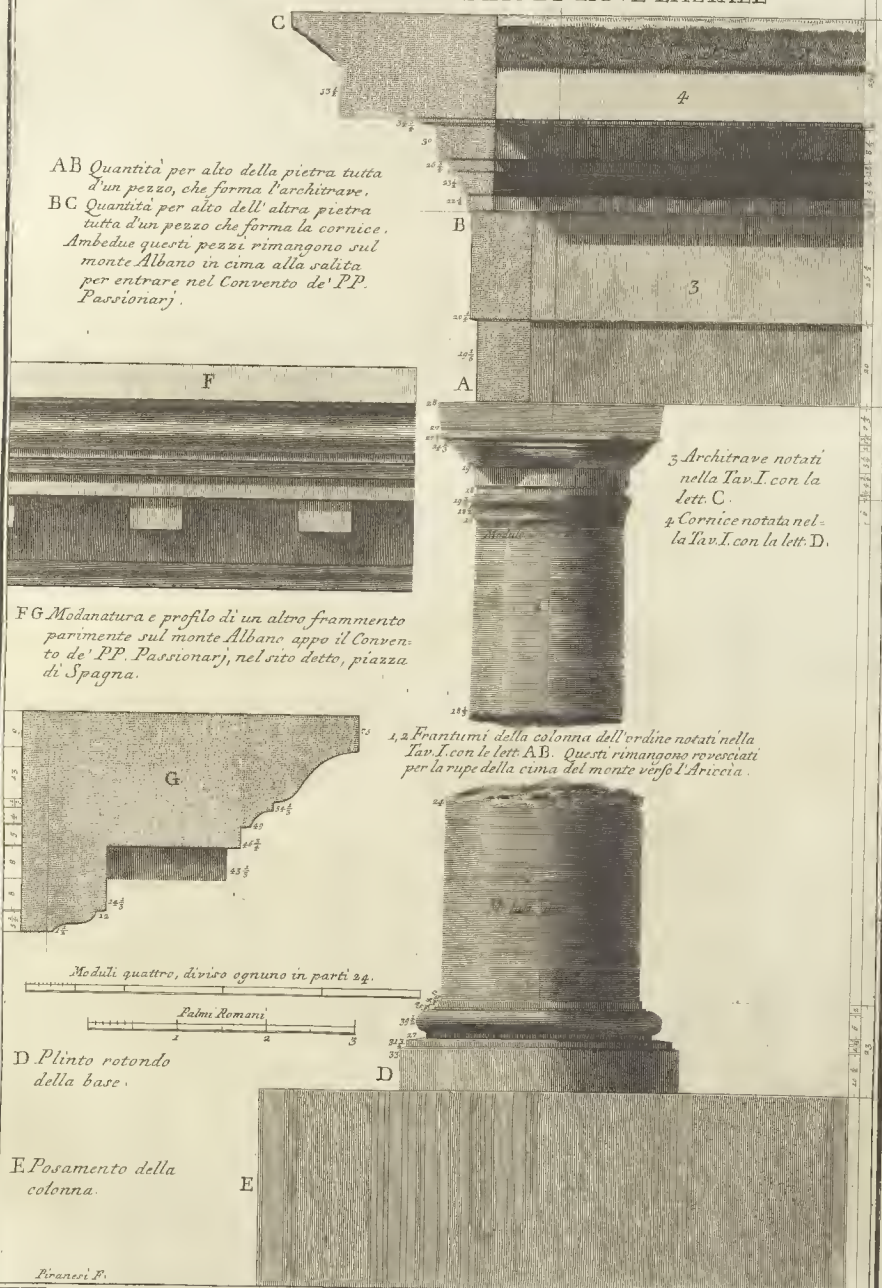 C
4
AB Quantità per alto della pietra tutta
d'un pezzo, che forma l'architrave.
BC Quantità per alto dell'altra pietra
tutta d'un pezzo che forma la cornice.
Ambedue questi pezzi rimangono sul
monte Albano in cima alla salita
per entrare nel Convento de' PP.
Passionarj.
B
3
A
F
3 Architrave notati
nella Tav. I. con la
lett. C.
4 Cornice notata nel=
la Tav. I. con la lett. D.
FG Modanatura e profilo di un altro frammento
parimente sul monte Albano appo il Conven=
to de' PP. Passionarj, nel sito detto, piazza
di Spagna.
1, 2 Frantumi della colonna dell'ordine notati nella
Tav. I. con le lett. AB. Questi rimangono rovesciati
per la rupe della cima del monte verso l'Ariccia.
G
Moduli quattro, diviso ognuno in parti 24.
Palmi Romani
1 2 3
D Plinto rotondo
della base.
D
E Posamento della
colonna.
E
Piranesi F.